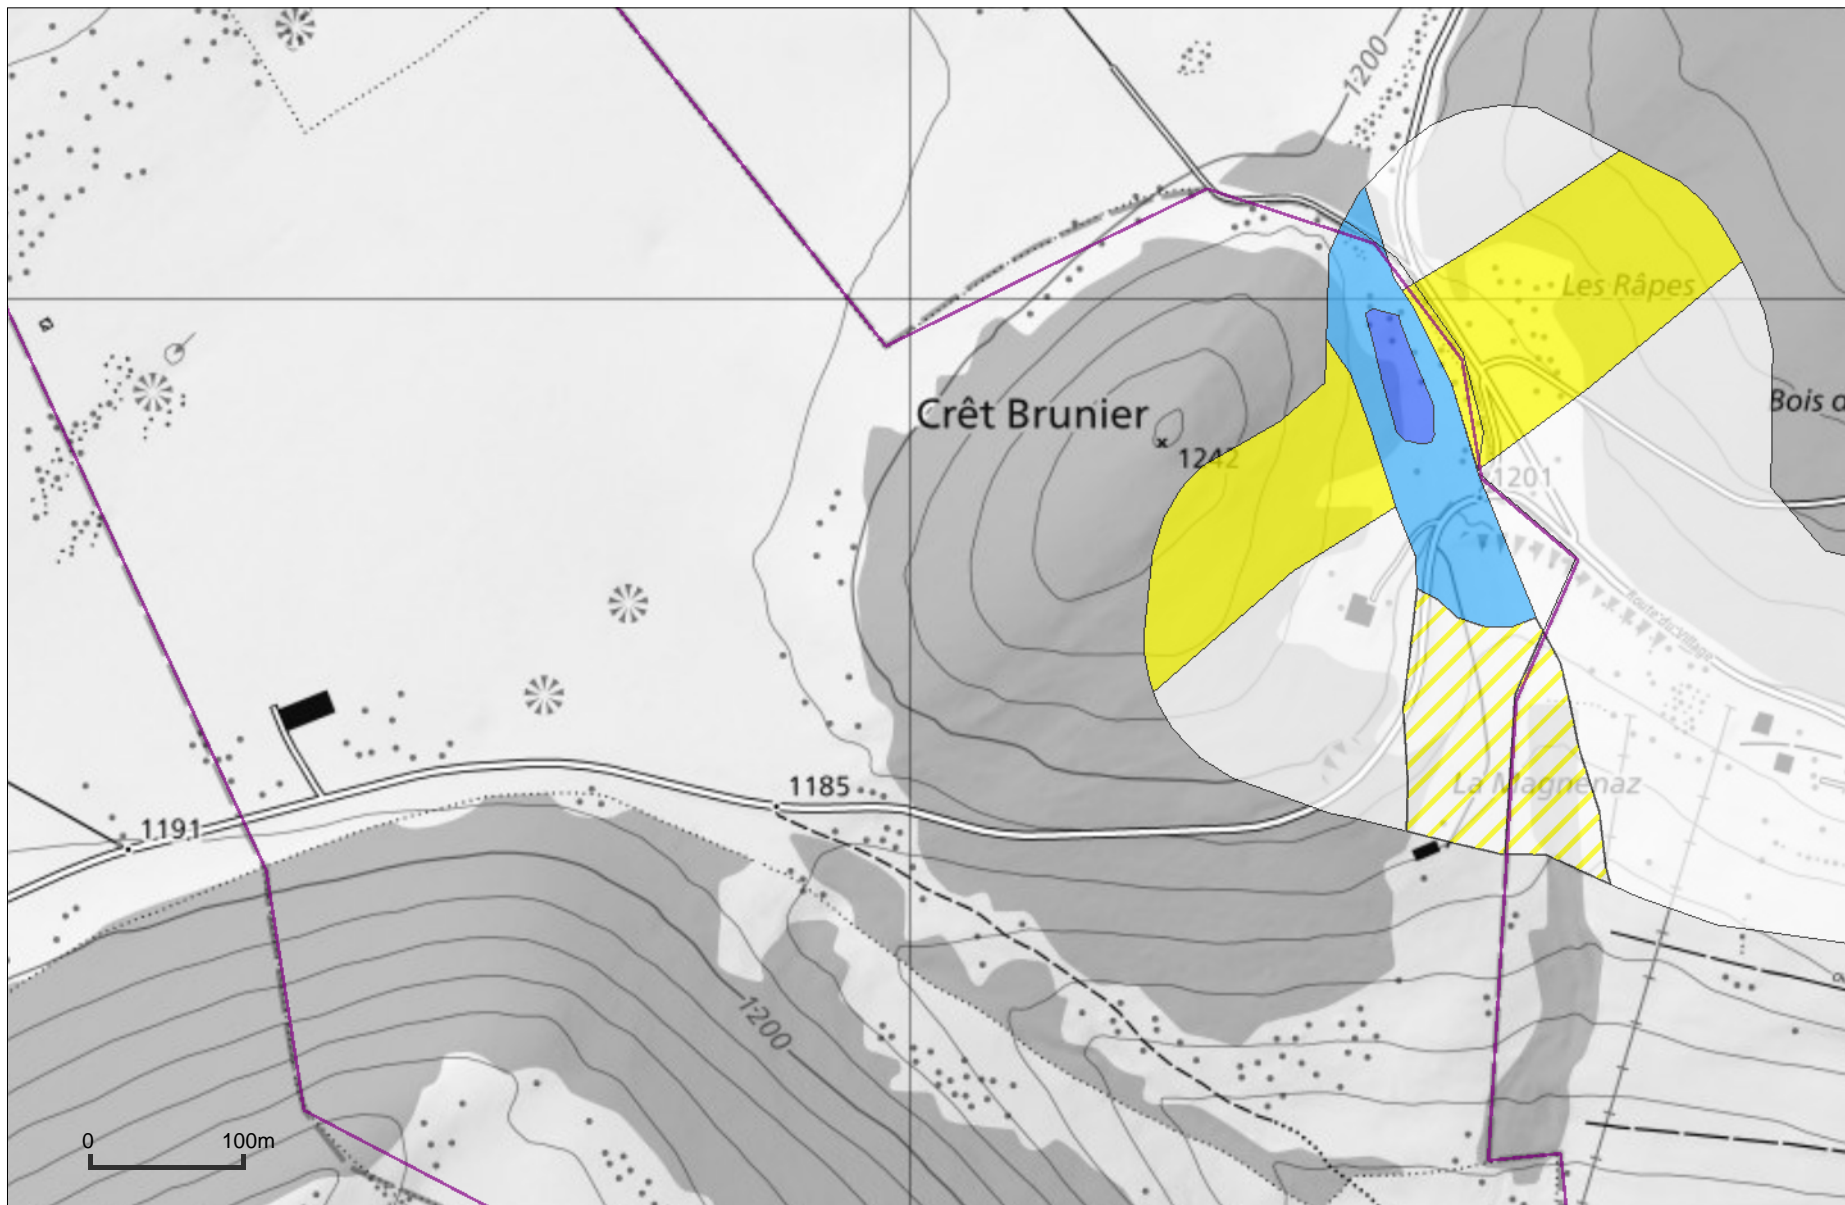 1200
Les Râpes
Bois d
Crêt Brunier
1242
1201
Route du Village
La Magnenaz
1185
1191
1200
0 100m